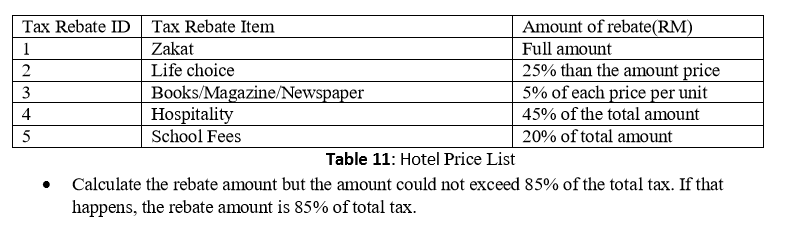 Tax Rebate ID Tax Rebate Item Amount of rebate(RM)
1 Zakat Full amount
2 Life choice 25% than the amount price
3 Books/Magazine/Newspaper 5% of each price per unit
4 Hospitality 45% of the total amount
5 School Fees 20% of total amount
Table 11: Hotel Price List
• Calculate the rebate amount but the amount could not exceed 85% of the total tax. If that
happens, the rebate amount is 85% of total tax.